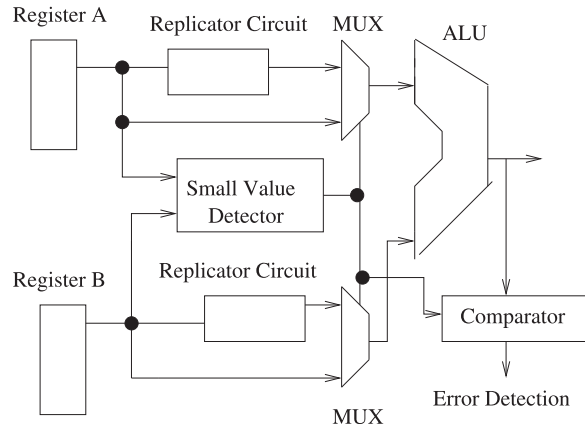 Register A
Replicator Circuit
MUX
ALU
Small Value
Detector
Register B
Replicator Circuit
Comparator
Error Detection
MUX